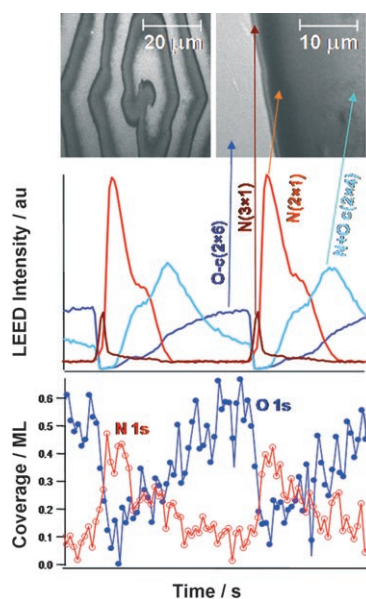 20 μm
10 μm
LEED Intensity / au
O-c(2×6)
N(3×1)
N(2×1)
N+O c(2×4)
Coverage / ML
0.6
0.5
0.4
0.3
0.2
0.1
0.0
N 1s
O 1s
Time / s